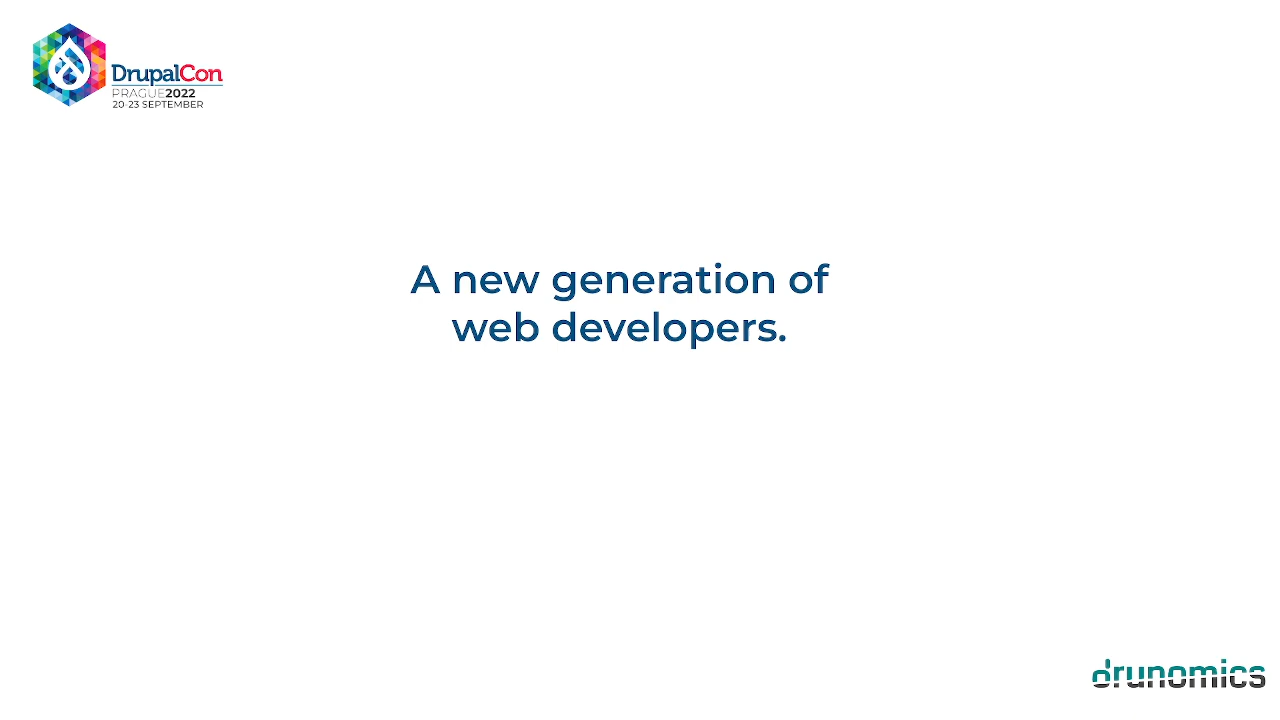 DrupalCon
PRAGUE2022
20-23 SEPTEMBER
A new generation of
web developers.
drunomics